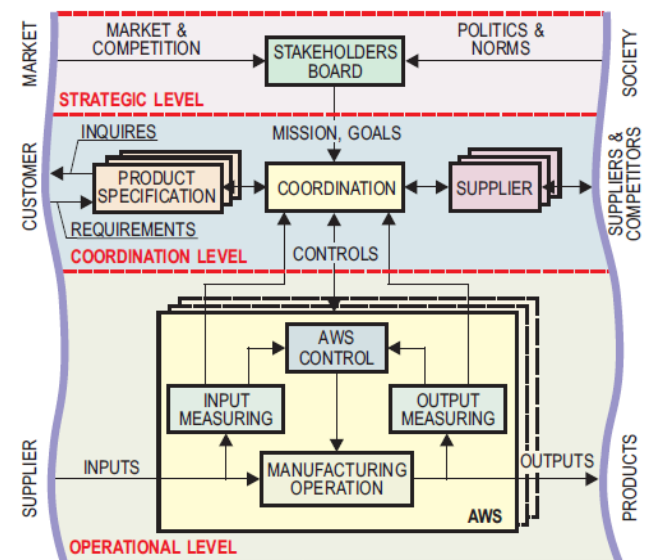 MARKET
MARKET &
COMPETITION
STAKEHOLDERS
BOARD
POLITICS &
NORMS
SOCIETY
STRATEGIC LEVEL
CUSTOMER
INQUIRES
PRODUCT
SPECIFICATION
REQUIREMENTS
MISSION, GOALS
COORDINATION
SUPPLIER
SUPPLIERS &
COMPETITORS
COORDINATION LEVEL
CONTROLS
AWS
CONTROL
INPUT
MEASURING
OUTPUT
MEASURING
SUPPLIER
INPUTS
MANUFACTURING
OPERATION
OUTPUTS
PRODUCTS
AWS
OPERATIONAL LEVEL